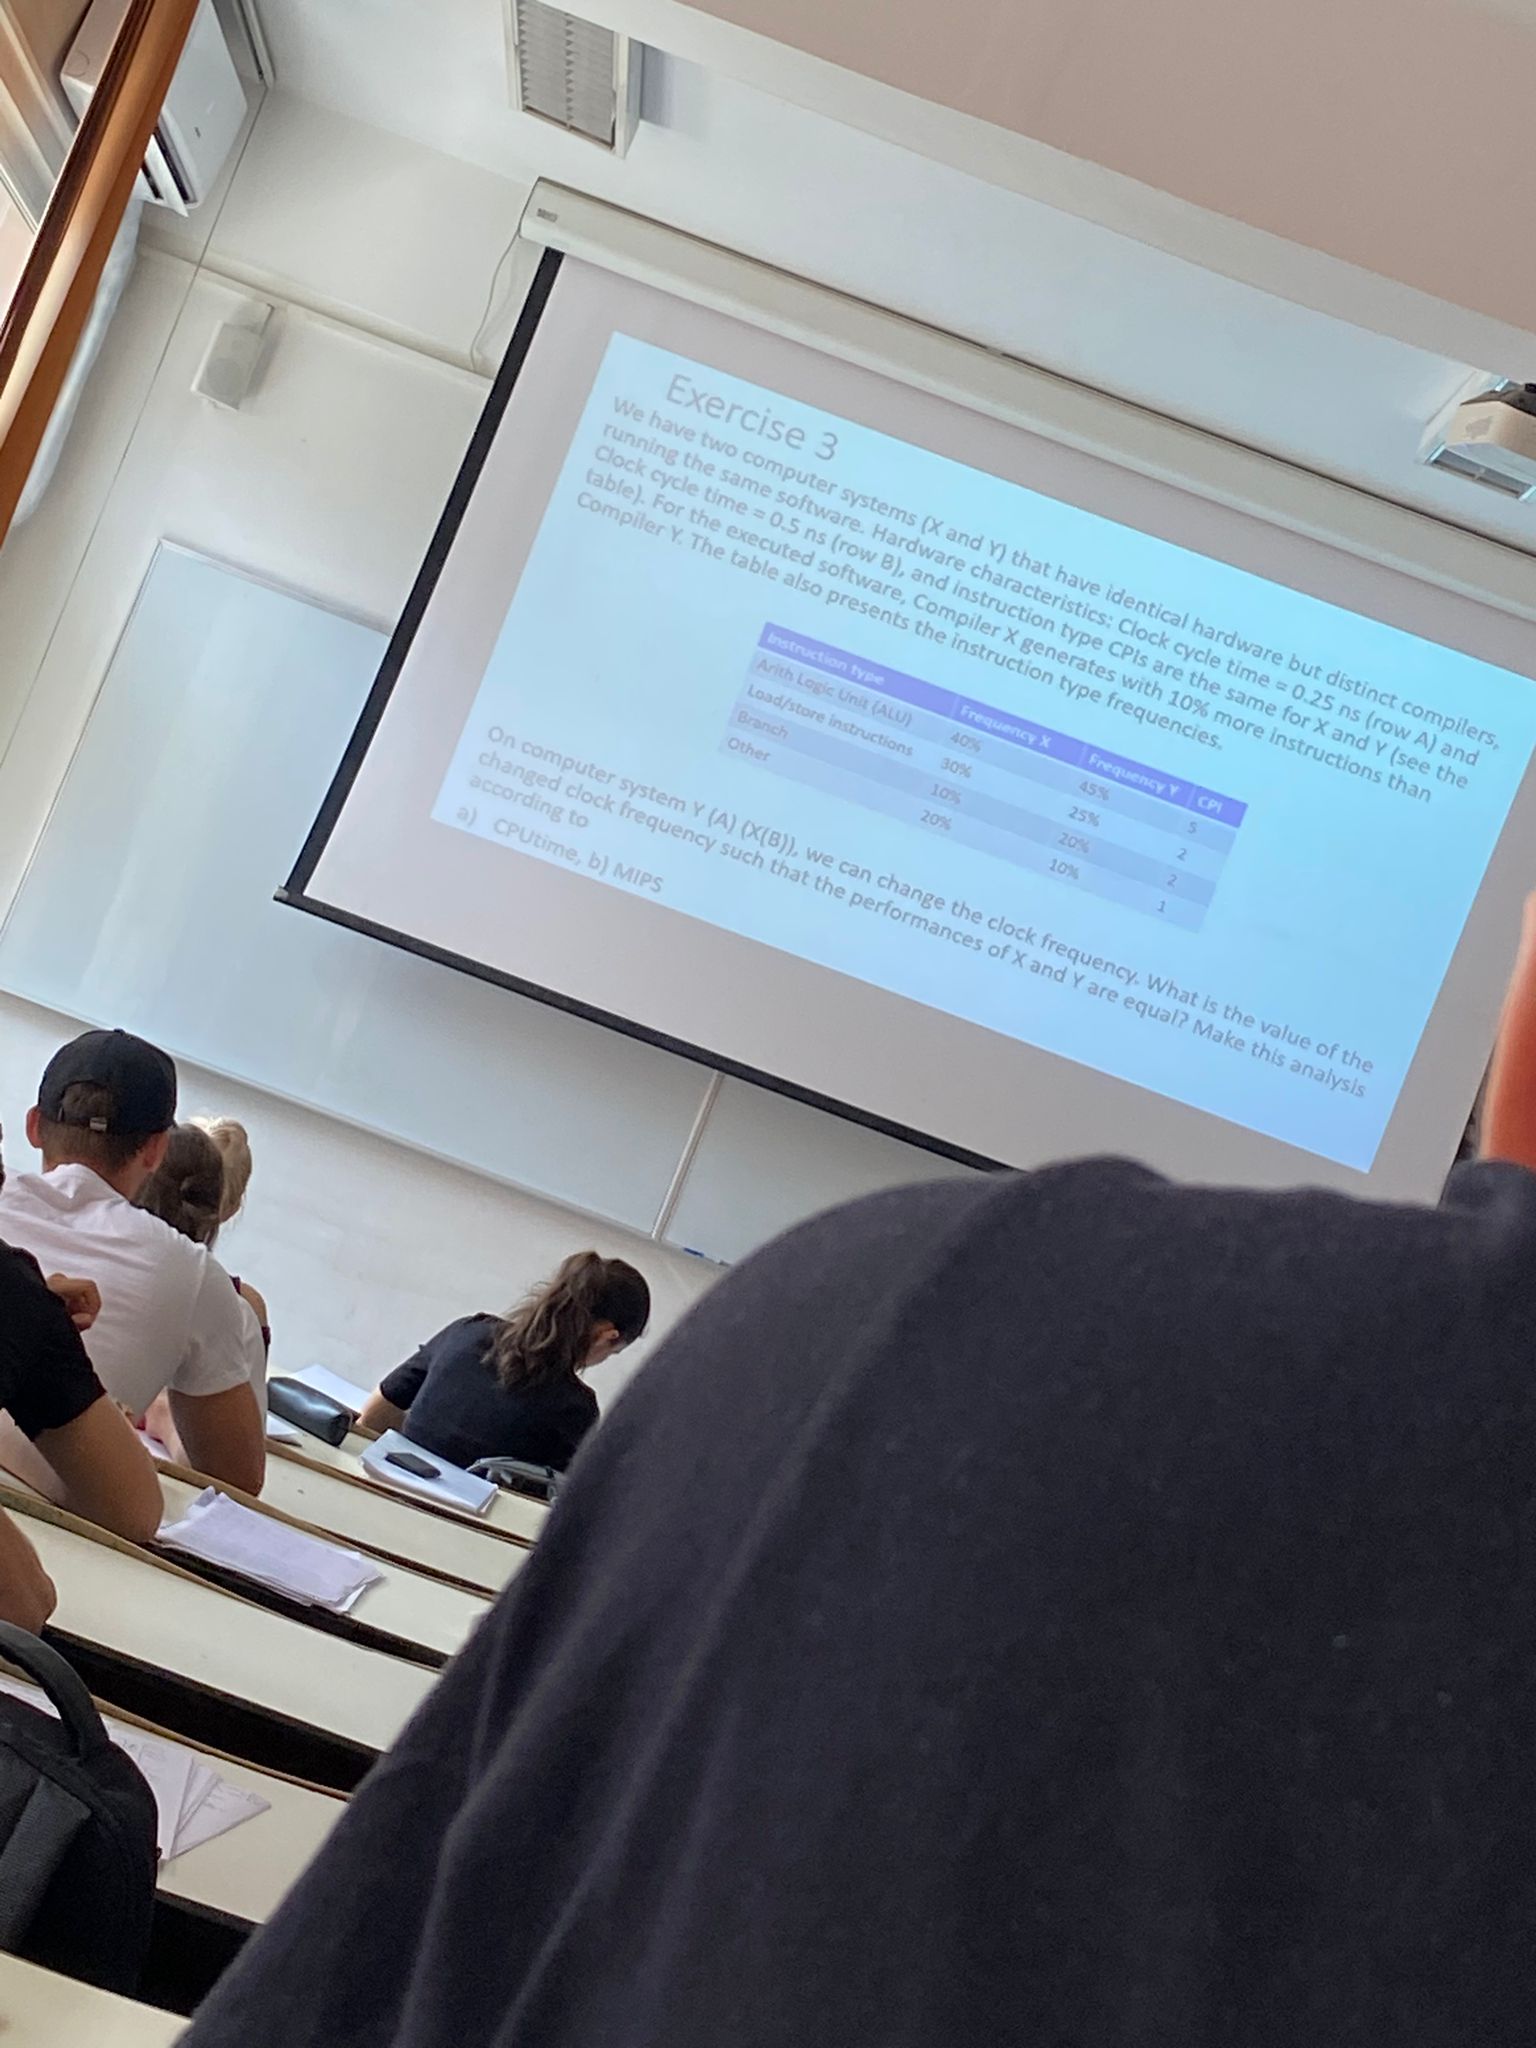 Exercise 3
We have two computer systems (X and Y) that have identical hardware but distinct compilers,
running the same software. Hardware characteristics: Clock cycle time = 0.25 ns (row A) and
Clock cycle time = 0.5 ns (row B), and instruction type CPIs are the same for X and Y (see the
table). For the executed software, Compiler X generates with 10% more instructions than
Compiler Y. The table also presents the instruction type frequencies.
Instruction type Frequency X Frequency Y CPI
Arith Logic Unit (ALU) 40% 45% 5
Load/store instructions 30% 25% 2
Branch 10% 20% 2
Other 20% 10% 1
On computer system Y (A) (X(B)), we can change the clock frequency. What is the value of the
changed clock frequency such that the performances of X and Y are equal? Make this analysis
according to
a) CPUtime, b) MIPS